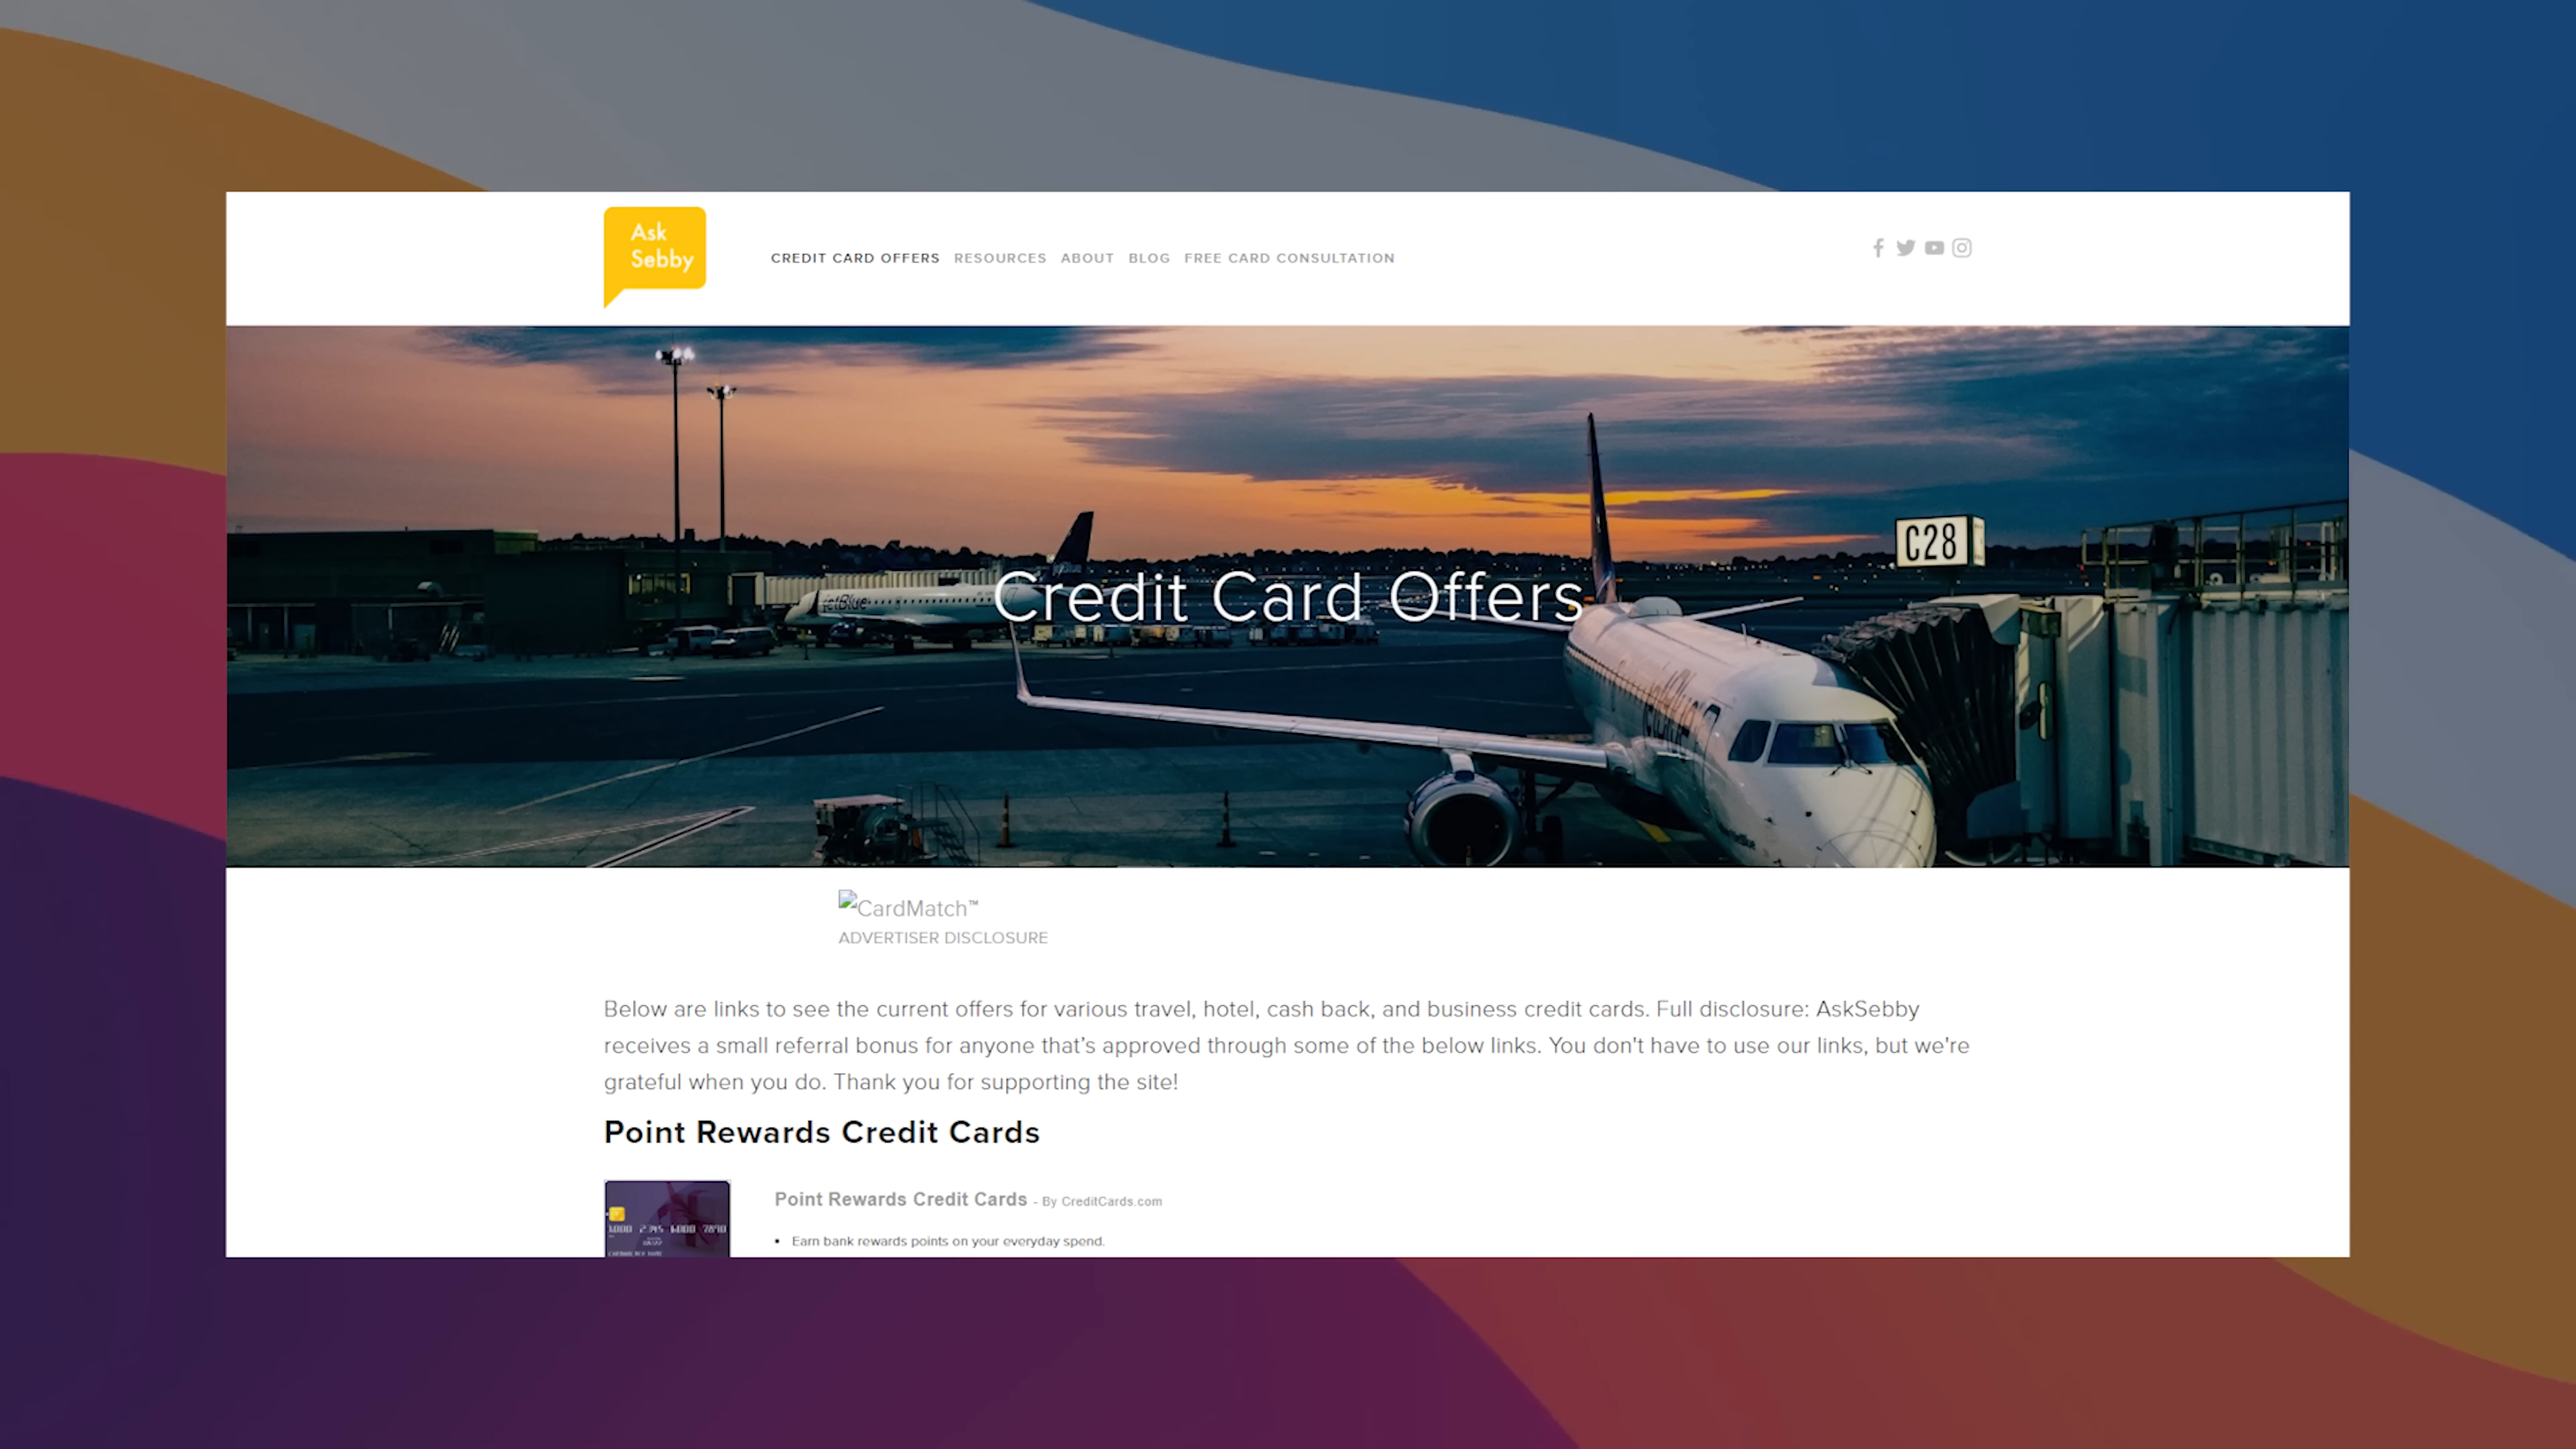 Ask
Sebby
CREDIT CARD OFFERS RESOURCES ABOUT BLOG FREE CARD CONSULTATION
C28
jetBlue
Credit Card Offers
CardMatch™
ADVERTISER DISCLOSURE
Below are links to see the current offers for various travel, hotel, cash back, and business credit cards. Full disclosure: AskSebby
receives a small referral bonus for anyone that's approved through some of the below links. You don't have to use our links, but we're
grateful when you do. Thank you for supporting the site!
Point Rewards Credit Cards
Point Rewards Credit Cards - By CreditCards.com
▪ Earn bank rewards points on your everyday spend.